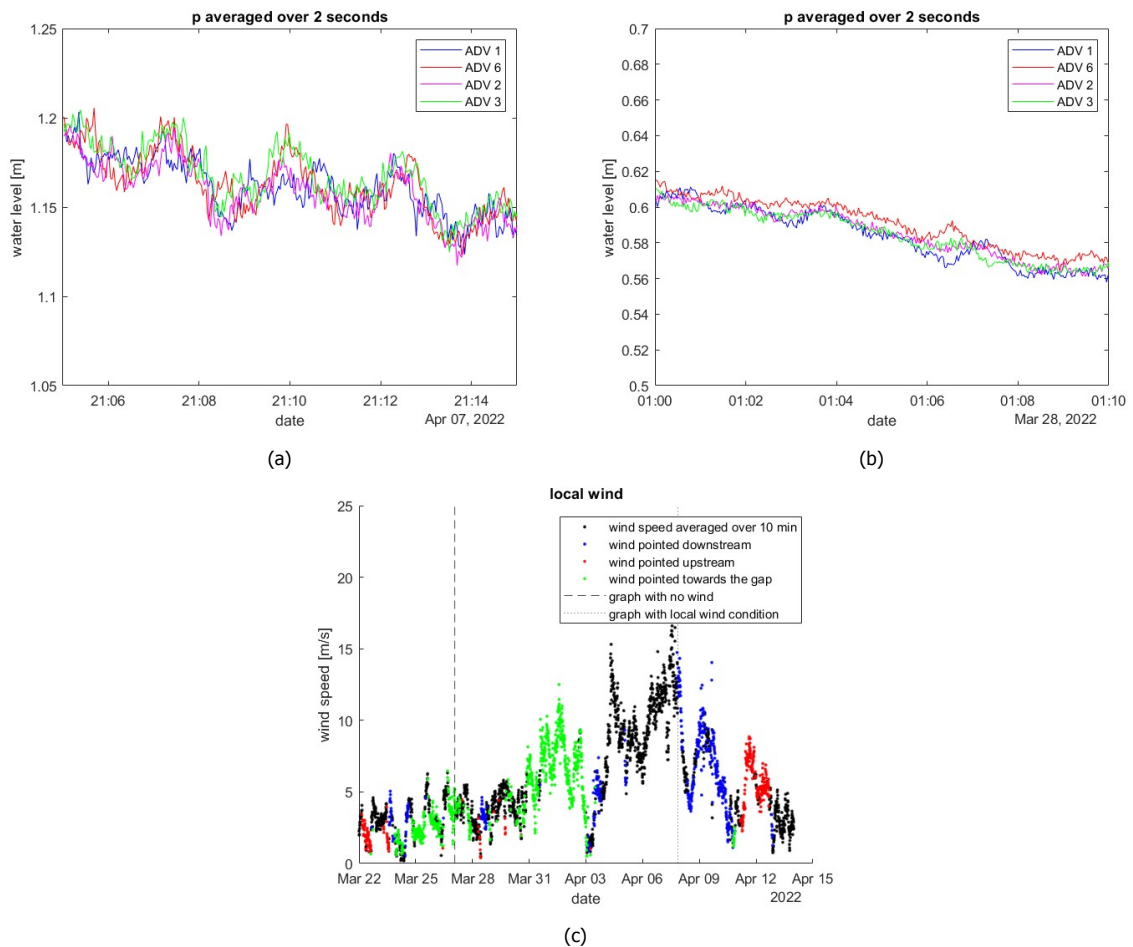 p averaged over 2 seconds
1.25
1.2
1.15
1.1
1.05
water level [m]
ADV 1
ADV 6
ADV 2
ADV 3
21:06 21:08 21:10 21:12 21:14
date
Apr 07, 2022
(a)
p averaged over 2 seconds
0.7
0.68
0.66
0.64
0.62
0.6
0.58
0.56
0.54
0.52
0.5
water level [m]
ADV 1
ADV 6
ADV 2
ADV 3
01:00 01:02 01:04 01:06 01:08 01:10
date
Mar 28, 2022
(b)
local wind
25
20
15
10
5
0
wind speed [m/s]
wind speed averaged over 10 min
wind pointed downstream
wind pointed upstream
wind pointed towards the gap
graph with no wind
graph with local wind condition
Mar 22 Mar 25 Mar 28 Mar 31 Apr 03 Apr 06 Apr 09 Apr 12 Apr 15
date
2022
(c)